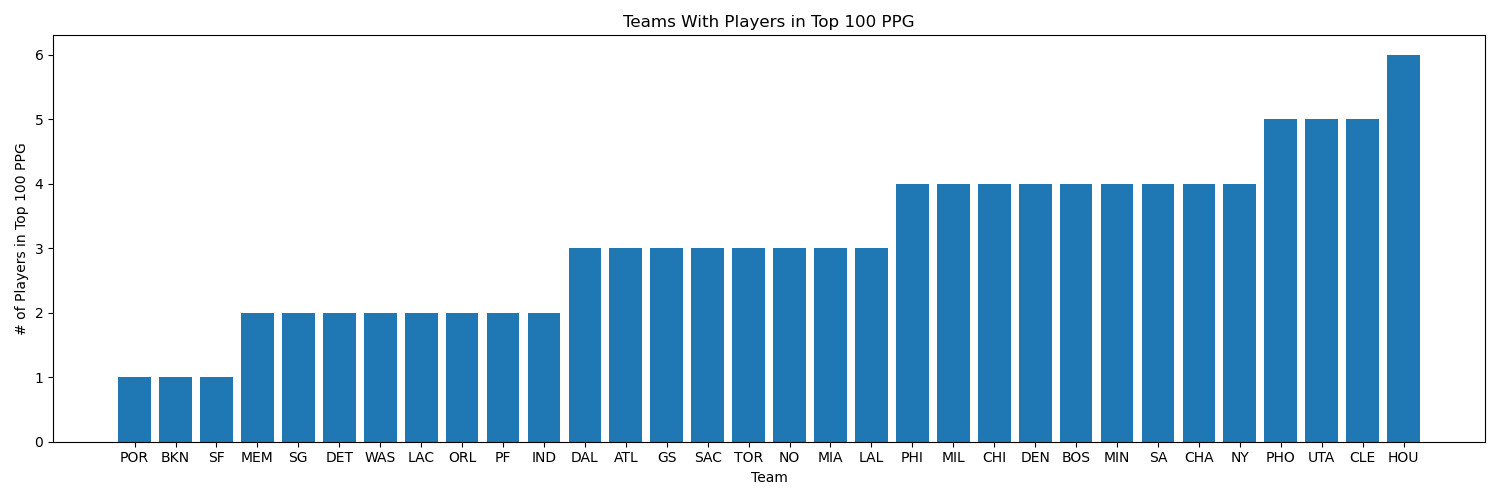 Teams With Players in Top 100 PPG
# of Players in Top 100 PPG
6
5
4
3
2
1
0
POR BKN SF MEM SG DET WAS LAC ORL PF IND DAL ATL GS SAC TOR NO MIA LAL PHI MIL CHI DEN BOS MIN SA CHA NY PHO UTA CLE HOU
Team